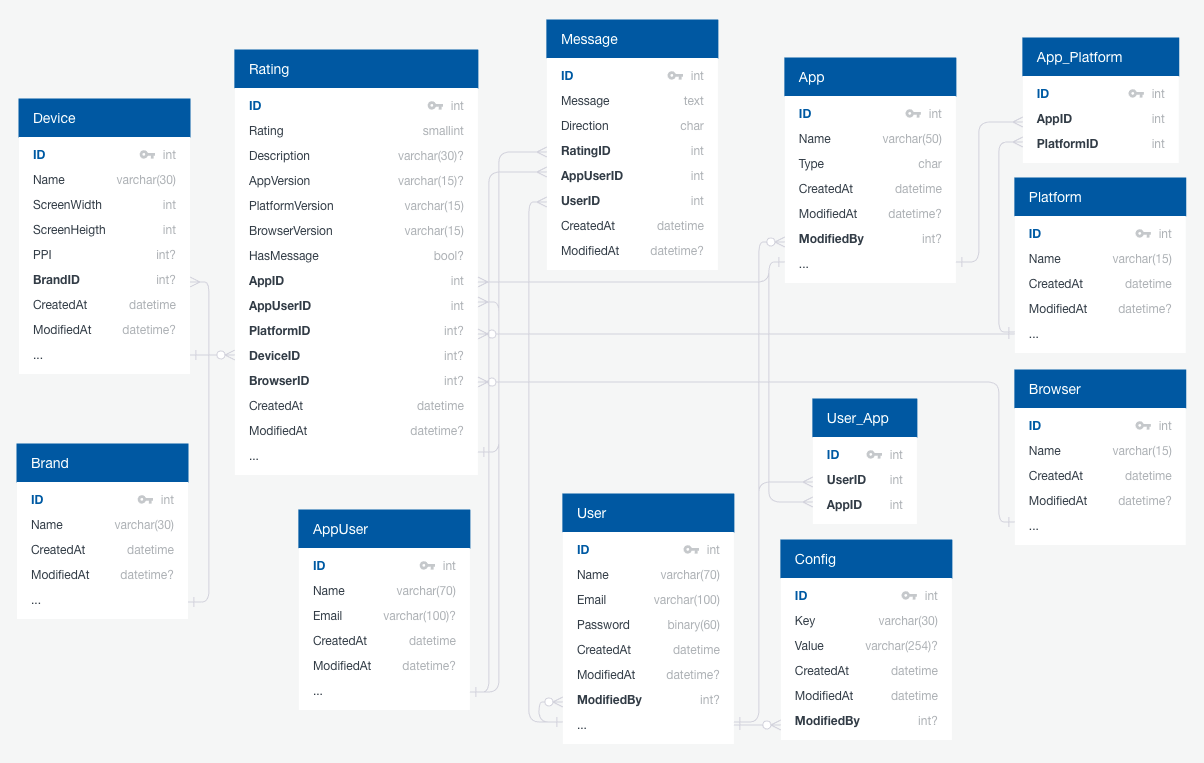 Device
ID int
Name varchar(30)
ScreenWidth int
ScreenHeigth int
PPI int?
BrandID int?
CreatedAt datetime
ModifiedAt datetime?
...
Brand
ID int
Name varchar(30)
CreatedAt datetime
ModifiedAt datetime?
...
Rating
ID int
Rating smallint
Description varchar(30)?
AppVersion varchar(15)?
PlatformVersion varchar(15)
BrowserVersion varchar(15)
HasMessage bool?
AppID int
AppUserID int
PlatformID int?
DeviceID int?
BrowserID int?
CreatedAt datetime
ModifiedAt datetime?
...
AppUser
ID int
Name varchar(70)
Email varchar(100)?
CreatedAt datetime
ModifiedAt datetime?
...
Message
ID int
Message text
Direction char
RatingID int
AppUserID int
UserID int
CreatedAt datetime
ModifiedAt datetime?
User
ID int
Name varchar(70)
Email varchar(100)
Password binary(60)
CreatedAt datetime
ModifiedAt datetime?
ModifiedBy int?
...
App
ID int
Name varchar(50)
Type char
CreatedAt datetime
ModifiedAt datetime?
ModifiedBy int?
...
User_App
ID int
UserID int
AppID int
Config
ID int
Key varchar(30)
Value varchar(254)?
CreatedAt datetime
ModifiedAt datetime
ModifiedBy int?
App_Platform
ID int
AppID int
PlatformID int
Platform
ID int
Name varchar(15)
CreatedAt datetime
ModifiedAt datetime?
...
Browser
ID int
Name varchar(15)
CreatedAt datetime
ModifiedAt datetime?
...